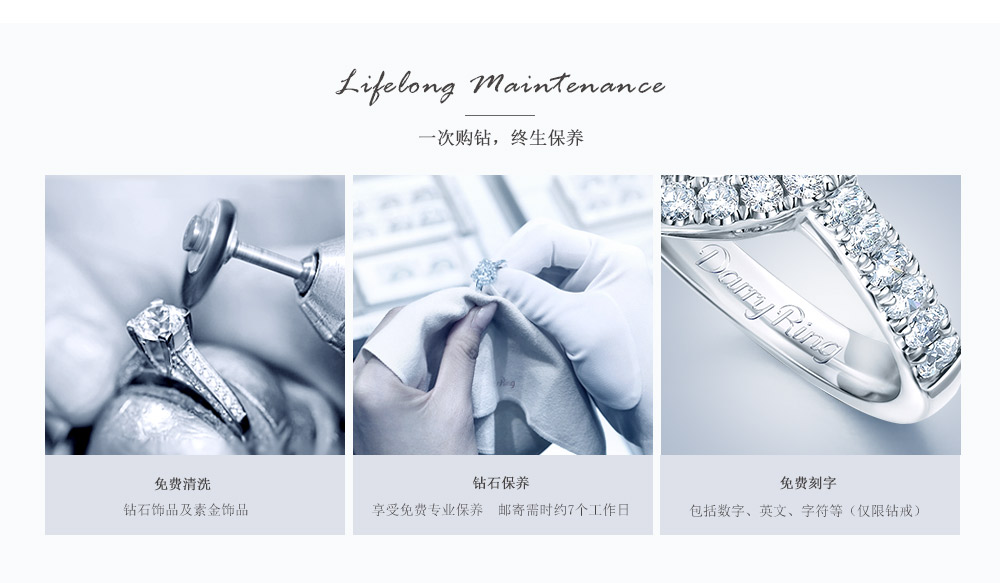 Lifelong Maintenance
一次购钻，终生保养
Darry Ring
免费清洗
钻石饰品及素金饰品
钻石保养
享受免费专业保养 邮寄需时约7个工作日
免费刻字
包括数字、英文、字符等（仅限钻戒）